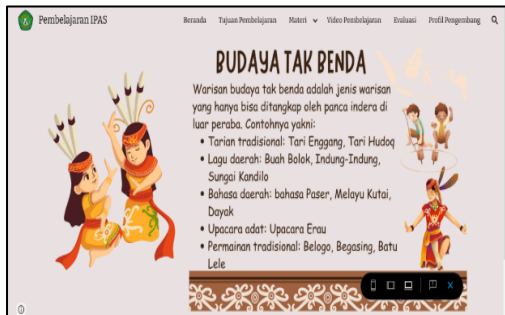 Pembelajaran IPAS
Beranda Tujuan Pembelajaran Materi Video Pembelajaran Evaluasi Profil Pengembang
BUDAYA TAK BENDA
Warisan budaya tak benda adalah jenis warisan
yang hanya bisa ditangkap oleh panca indera di
luar peraba. Contohnya yakni:
• Tarian tradisional: Tari Enggang, Tari Hudoq
• Lagu daerah: Buah Bolok, Indung-Indung,
Sungai Kandilo
• Bahasa daerah: bahasa Paser, Melayu Kutai,
Dayak
• Upacara adat: Upacara Erau
• Permainan tradisional: Belogo, Begasing, Batu
Lele